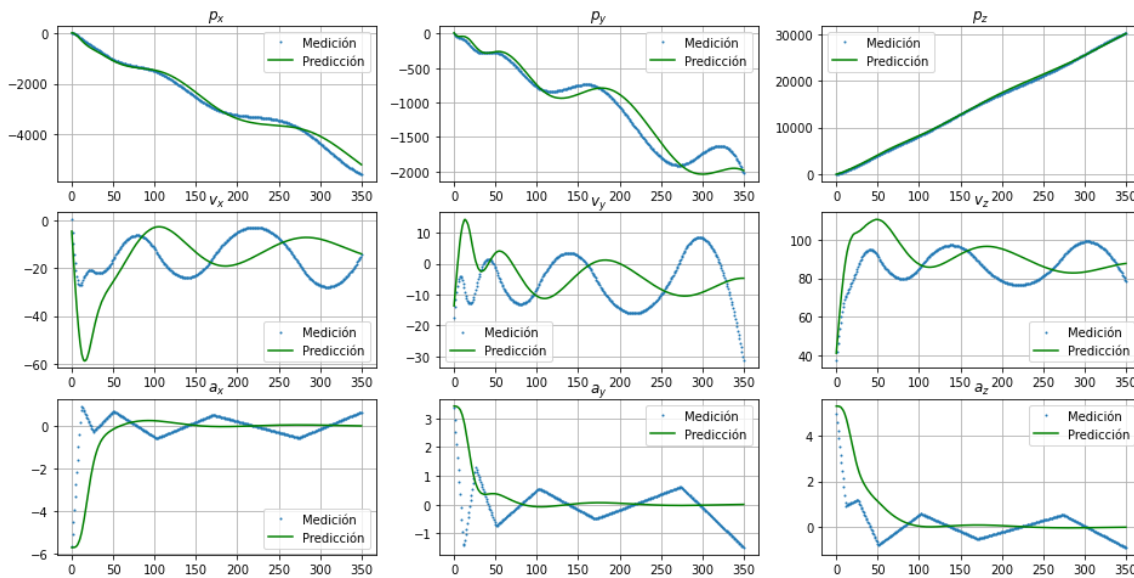 p_x
p_y
p_z
0
-2000
-4000
Medición
Predicción
0 50 100 150 200 250 300 350
0
-500
-1000
-1500
-2000
Medición
Predicción
0 50 100 150 200 250 300 350
30000
20000
10000
0
Medición
Predicción
0 50 100 150 200 250 300 350
v_x
v_y
v_z
0
-20
-40
-60
Medición
Predicción
0 50 100 150 200 250 300 350
10
0
-10
-20
-30
Medición
Predicción
0 50 100 150 200 250 300 350
100
80
60
40
Medición
Predicción
0 50 100 150 200 250 300 350
a_x
a_y
a_z
0
-2
-4
-6
Medición
Predicción
0 50 100 150 200 250 300 350
3
2
1
0
-1
Medición
Predicción
0 50 100 150 200 250 300 350
4
2
0
Medición
Predicción
0 50 100 150 200 250 300 350